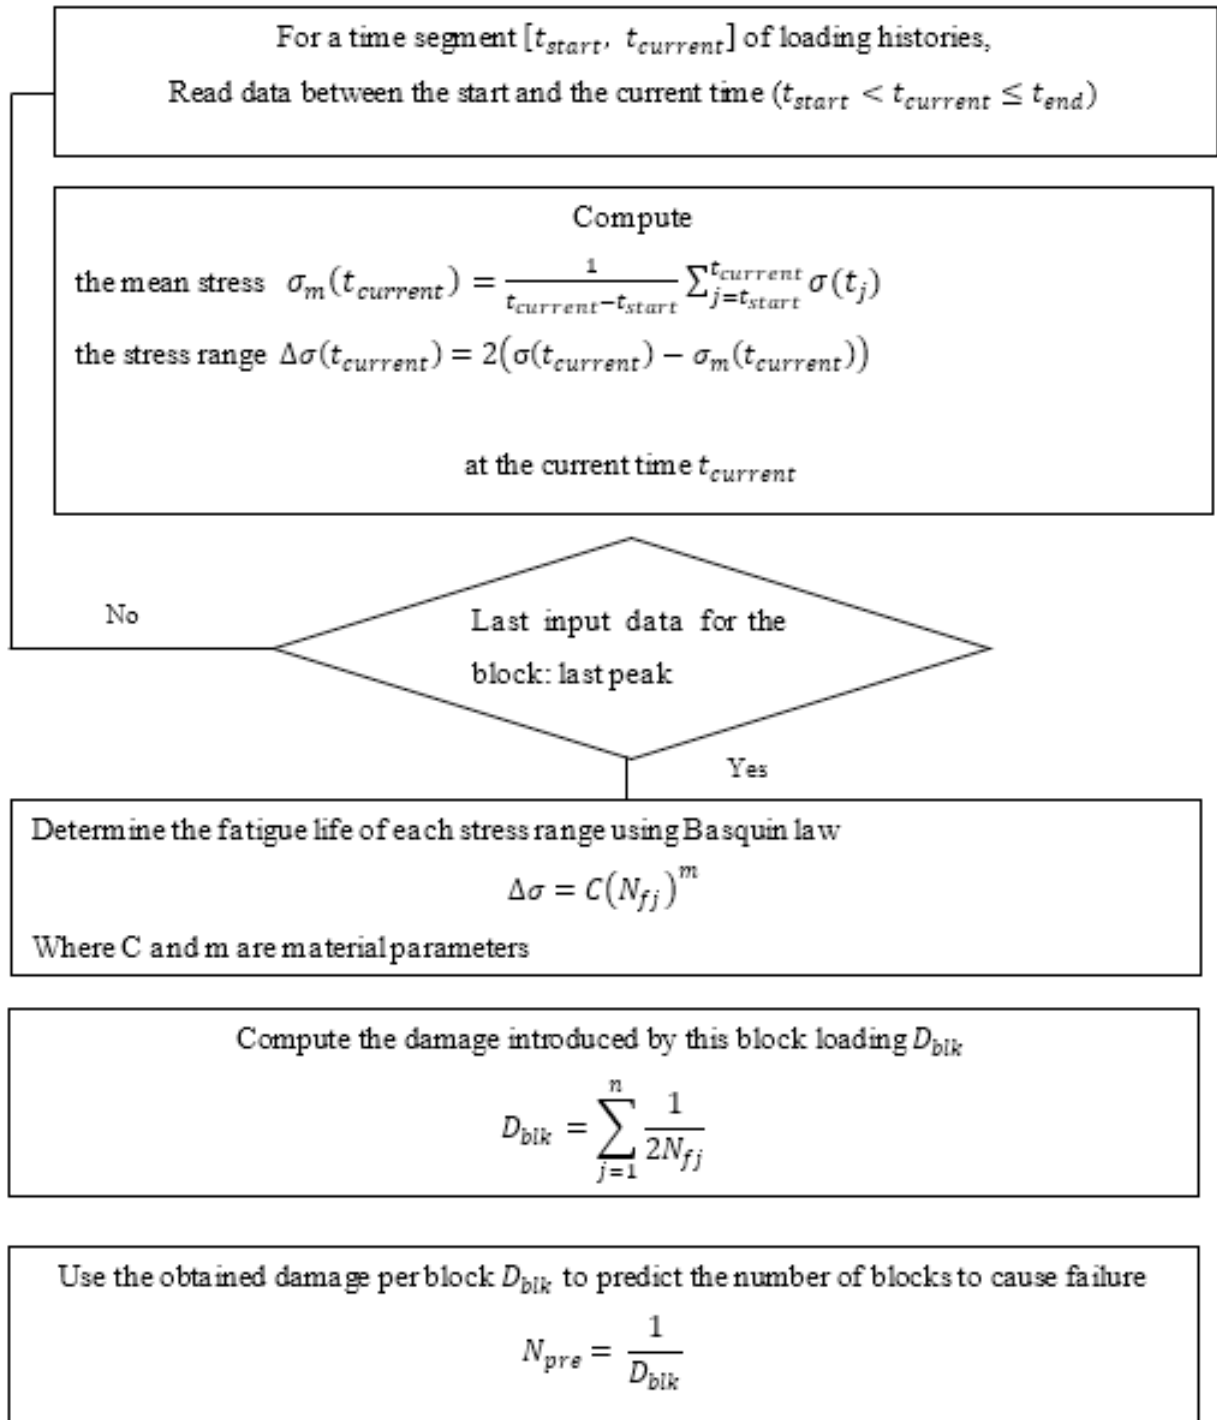 For a time segment [t_start, t_current] of loading histories,
Read data between the start and the current time (t_start < t_current ≤ t_end)
Compute
the mean stress σ_m(t_current) = 1/(t_current−t_start) ∑_{j=t_start}^{t_current} σ(t_j)
the stress range Δσ(t_current) = 2(σ(t_current) − σ_m(t_current))
at the current time t_current
No
Last input data for the
block: last peak
Yes
Determine the fatigue life of each stress range using Basquin law
Δσ = C(N_fj)^m
Where C and m are material parameters
Compute the damage introduced by this block loading D_blk
D_blk = ∑_{j=1}^{n} 1/(2N_fj)
Use the obtained damage per block D_blk to predict the number of blocks to cause failure
N_pre = 1/D_blk